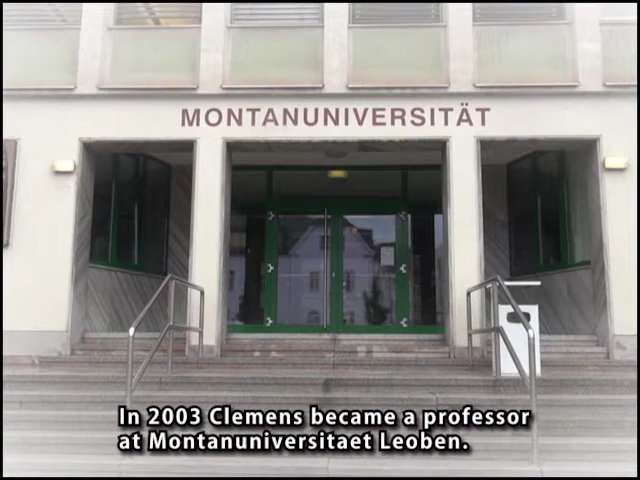 MONTANUNIVERSITÄT
In 2003 Clemens became a professor
at Montanuniversitaet Leoben.